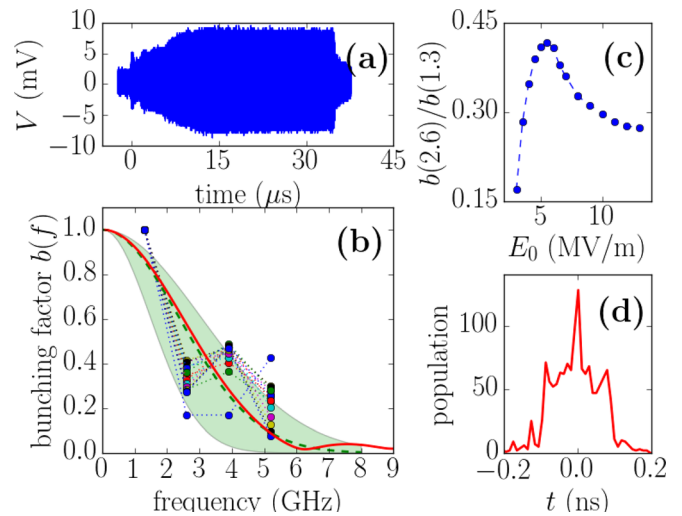 10
5
0
−5
−10
V (mV)
(a)
0 15 30 45
time (μs)
0.45
0.30
0.15
b(2.6)/b(1.3)
(c)
5 10
E₀ (MV/m)
1.0
0.8
0.6
0.4
0.2
0.0
bunching factor b(f)
(b)
0 1 2 3 4 5 6 7 8 9
frequency (GHz)
100
50
0
population
(d)
−0.2 0.0 0.2
t (ns)